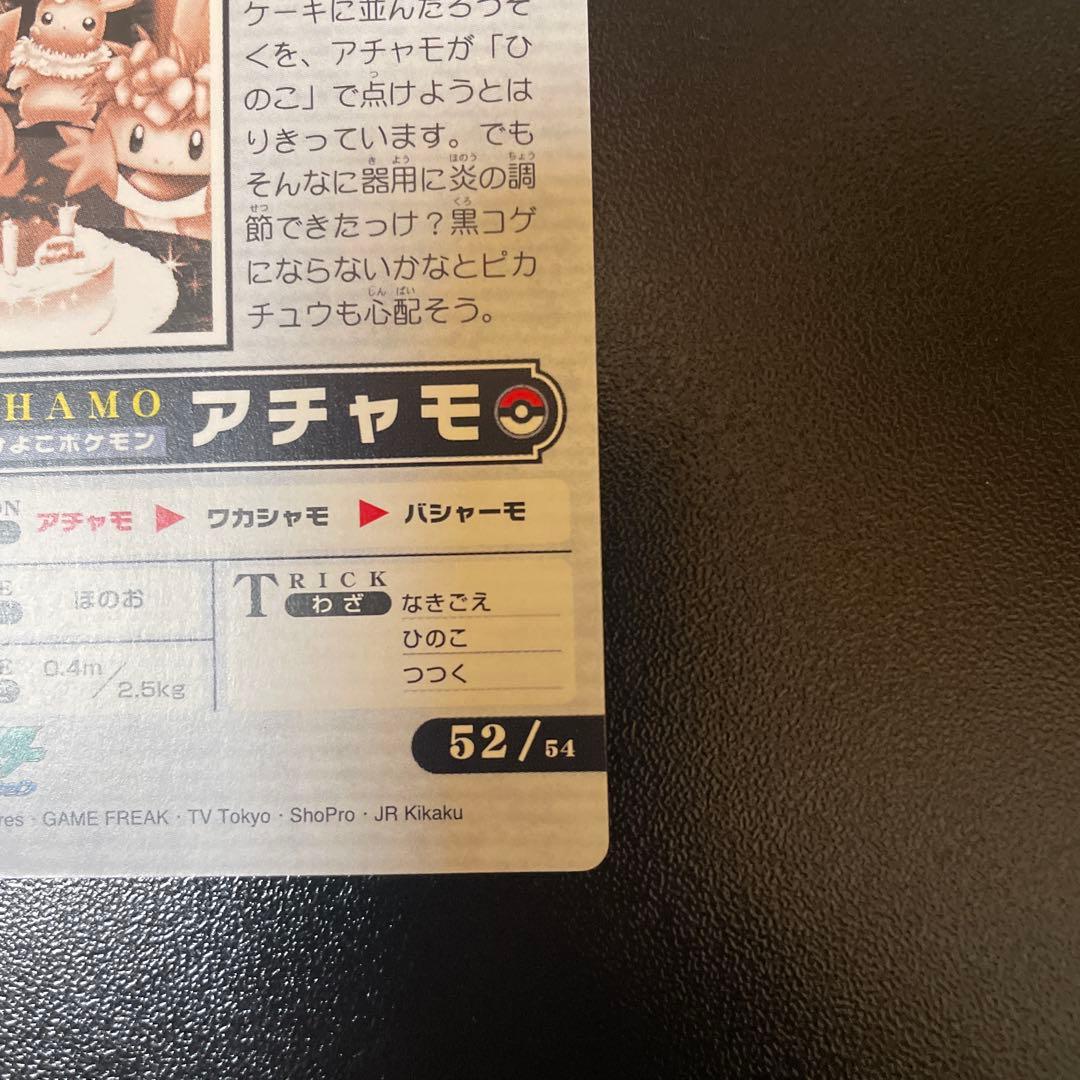 ケーキに並んだろうそ
くを、アチャモが「ひ
のこ」で点けようとは
りきっています。でも
そんなに器用に炎の調
節できたっけ？黒コゲ
にならないかなとピカ
チュウも心配そう。
HAMO アチャモ
よこポケモン
ON アチャモ ▶ ワカシャモ ▶ バシャーモ
E ほのお
TRICK わざ なきごえ
ひのこ
つつく
E 0.4m／2.5kg
52/54
res · GAME FREAK · TV Tokyo · ShoPro · JR Kikaku